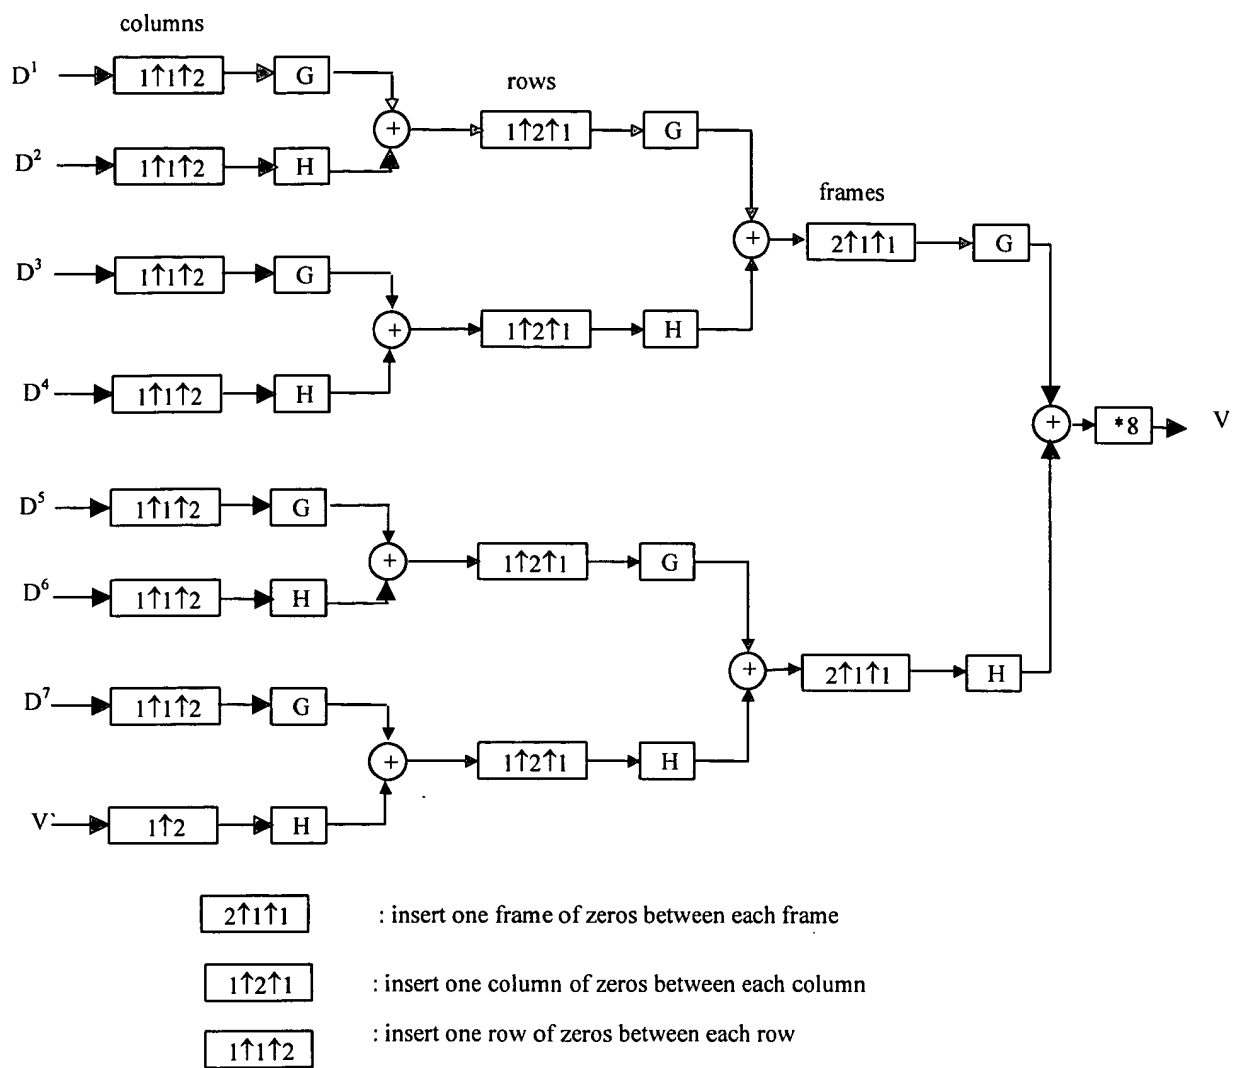 columns
D¹ 1↑1↑2 G
rows
+ 1↑2↑1 G
D² 1↑1↑2 H
frames
+ 2↑1↑1 G
D³ 1↑1↑2 G
+ 1↑2↑1 H
D⁴ 1↑1↑2 H
+ *8 V
D⁵ 1↑1↑2 G
+ 1↑2↑1 G
D⁶ 1↑1↑2 H
+ 2↑1↑1 H
D⁷ 1↑1↑2 G
+ 1↑2↑1 H
V` 1↑2 H
2↑1↑1 : insert one frame of zeros between each frame
1↑2↑1 : insert one column of zeros between each column
1↑1↑2 : insert one row of zeros between each row